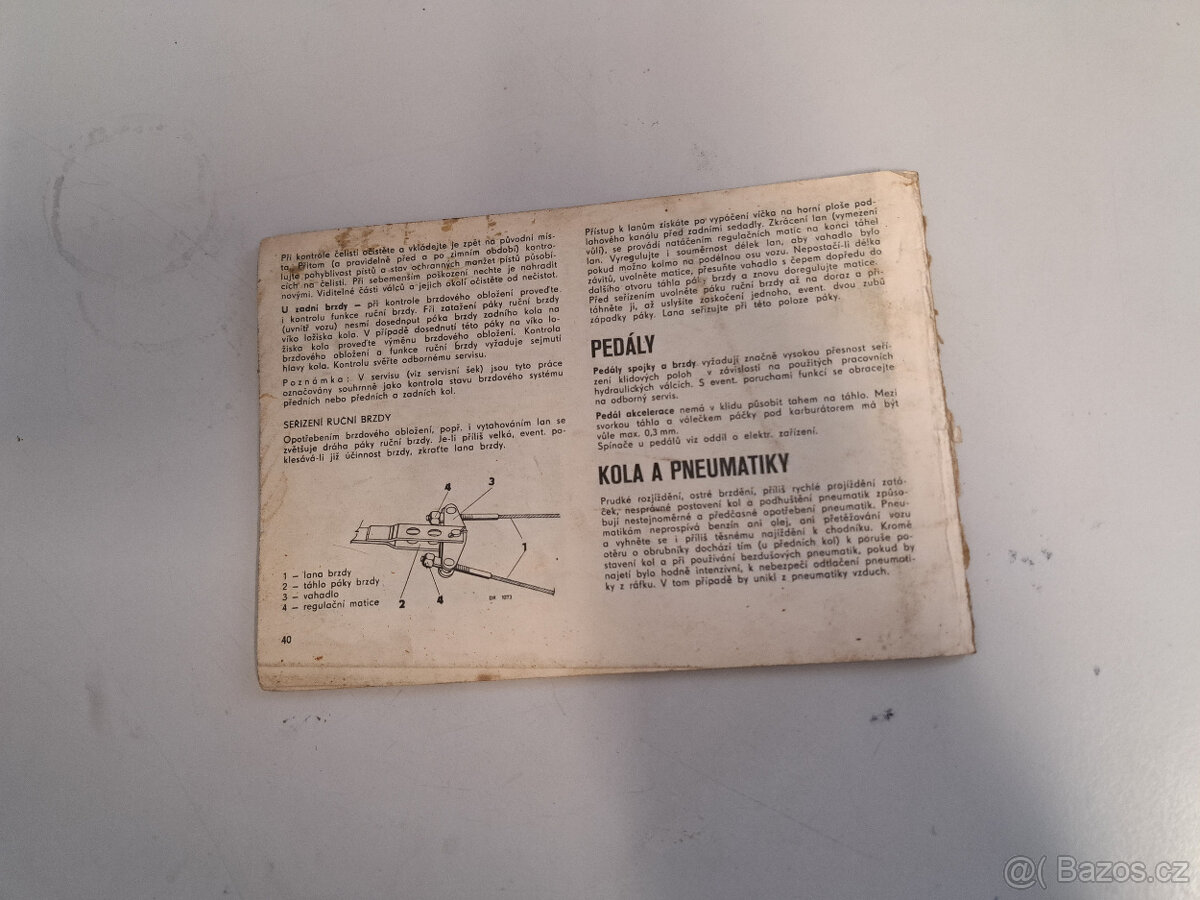 Při kontrole čelisti očistěte a vkládejte je zpět na původní mís-
ta. Přitom (a pravidelně před a po zimním období) kontro-
lujte pohyblivost pístů a stav ochranných manžet pístů působí-
cích na čelisti. Při sebemenším poškození nechte je nahradit
novými. Viditelné části válců a jejich okolí očistěte od nečistot.
U zadní brzdy – při kontrole brzdového obložení proveďte
i kontrolu funkce ruční brzdy. Při zatažení páky ruční brzdy
(uvnitř vozu) nesmí dosednout páka brzdy zadního kola na
víko ložiska kola. V případě dosednutí této páky na víko lo-
žiska kola proveďte výměnu brzdového obložení. Kontrola
brzdového obložení a funkce ruční brzdy vyžaduje sejmutí
hlavy kola. Kontrolu svěřte odbornému servisu.
Poznámka: V servisu (viz servisní šek) jsou tyto práce
označovány souhrnně jako kontrola stavu brzdového systému
předních nebo předních a zadních kol.
SEŘÍZENÍ RUČNÍ BRZDY
Opotřebením brzdového obložení, popř. i vytahováním lan se
zvětšuje dráha páky ruční brzdy. Je-li příliš velká, event. po-
klesává-li již účinnost brzdy, zkraťte lana brzdy.
4
3
1
2
4
1 – lana brzdy
2 – táhlo páky brzdy
3 – vahadlo
4 – regulační matice
40
Přístup k lanům získáte po vypáčení víčka na horní ploše pod-
lahového kanálu před zadními sedadly. Zkrácení lan (vymezení
vůlí), se provádí natáčením regulačních matic na konci táhel
lan. Vyregulujte i souměrnost délek lan, aby vahadlo bylo
pokud možno kolmo na podélnou osu vozu. Nepostačí-li délka
závitů, uvolněte matice, přesuňte vahadlo s čepem dopředu do
dalšího otvoru táhla páky brzdy a znovu doregulujte matice.
Před seřízením uvolněte páku ruční brzdy až na doraz a při-
táhněte ji, až uslyšíte zaskočení jednoho, event. dvou zubů
západky páky. Lana seřizujte při této poloze páky.
PEDÁLY
Pedály spojky a brzdy vyžadují značně vysokou přesnost seří-
zení klidových poloh v závislosti na použitých pracovních
hydraulických válcích. S event. poruchami funkcí se obracejte
na odborný servis.
Pedál akcelerace nemá v klidu působit tahem na táhlo. Mezi
svorkou táhla a válečkem páčky pod karburátorem má být
vůle max. 0,3 mm.
Spínače u pedálů viz oddíl o elektr. zařízení.
KOLA A PNEUMATIKY
Prudké rozjíždění, ostré brzdění, příliš rychlé projíždění zatá-
ček, nesprávné postavení kol a podhuštění pneumatik způso-
bují nestejnoměrné a předčasné opotřebení pneumatik. Pneu-
matikám neprospívá benzín ani olej, ani přetěžování vozu
a vyhněte se i příliš těsnému najíždění k chodníku. Kromě
otěru o obrubníky dochází tím (u předních kol) k poruše po-
stavení kol a při používání bezdušových pneumatik, pokud by
najetí bylo hodně intenzívní, k nebezpečí odtlačení pneumati-
ky z ráfku. V tom případě by unikl z pneumatiky vzduch.
@( Bazos.cz